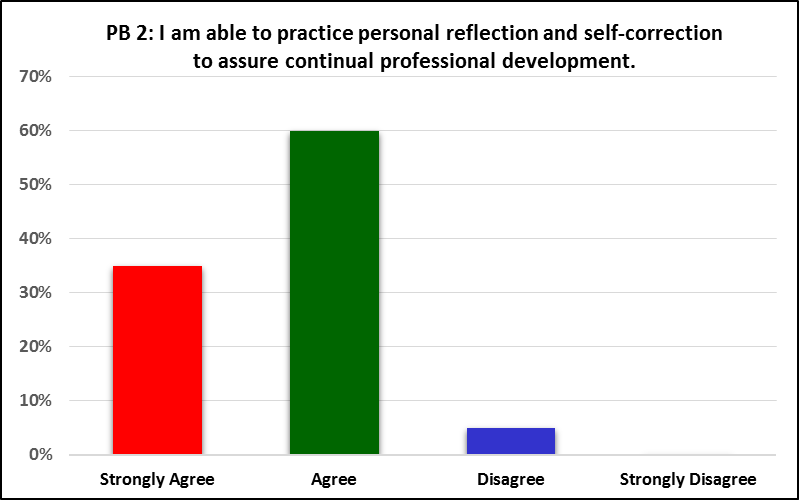 PB 2: I am able to practice personal reflection and self-correction
to assure continual professional development.
70%
60%
50%
40%
30%
20%
10%
0%
Strongly Agree Agree Disagree Strongly Disagree